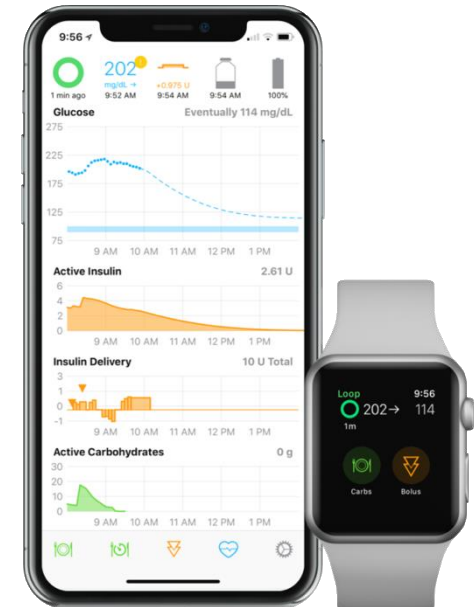 9:56
202
mg/dL →
+0.975 U
1 min ago
9:52 AM
9:54 AM
9:54 AM
100%
Glucose
Eventually 114 mg/dL
275
225
175
125
75
9 AM 10 AM 11 AM 12 PM 1 PM
Active Insulin
2.61 U
6
4
2
0
9 AM 10 AM 11 AM 12 PM 1 PM
Insulin Delivery
10 U Total
3
1
0
-1
9 AM 10 AM 11 AM 12 PM 1 PM
Active Carbohydrates
0 g
30
20
10
0
9 AM 10 AM 11 AM 12 PM 1 PM
Loop
9:56
202→ 114
1m
Carbs
Bolus